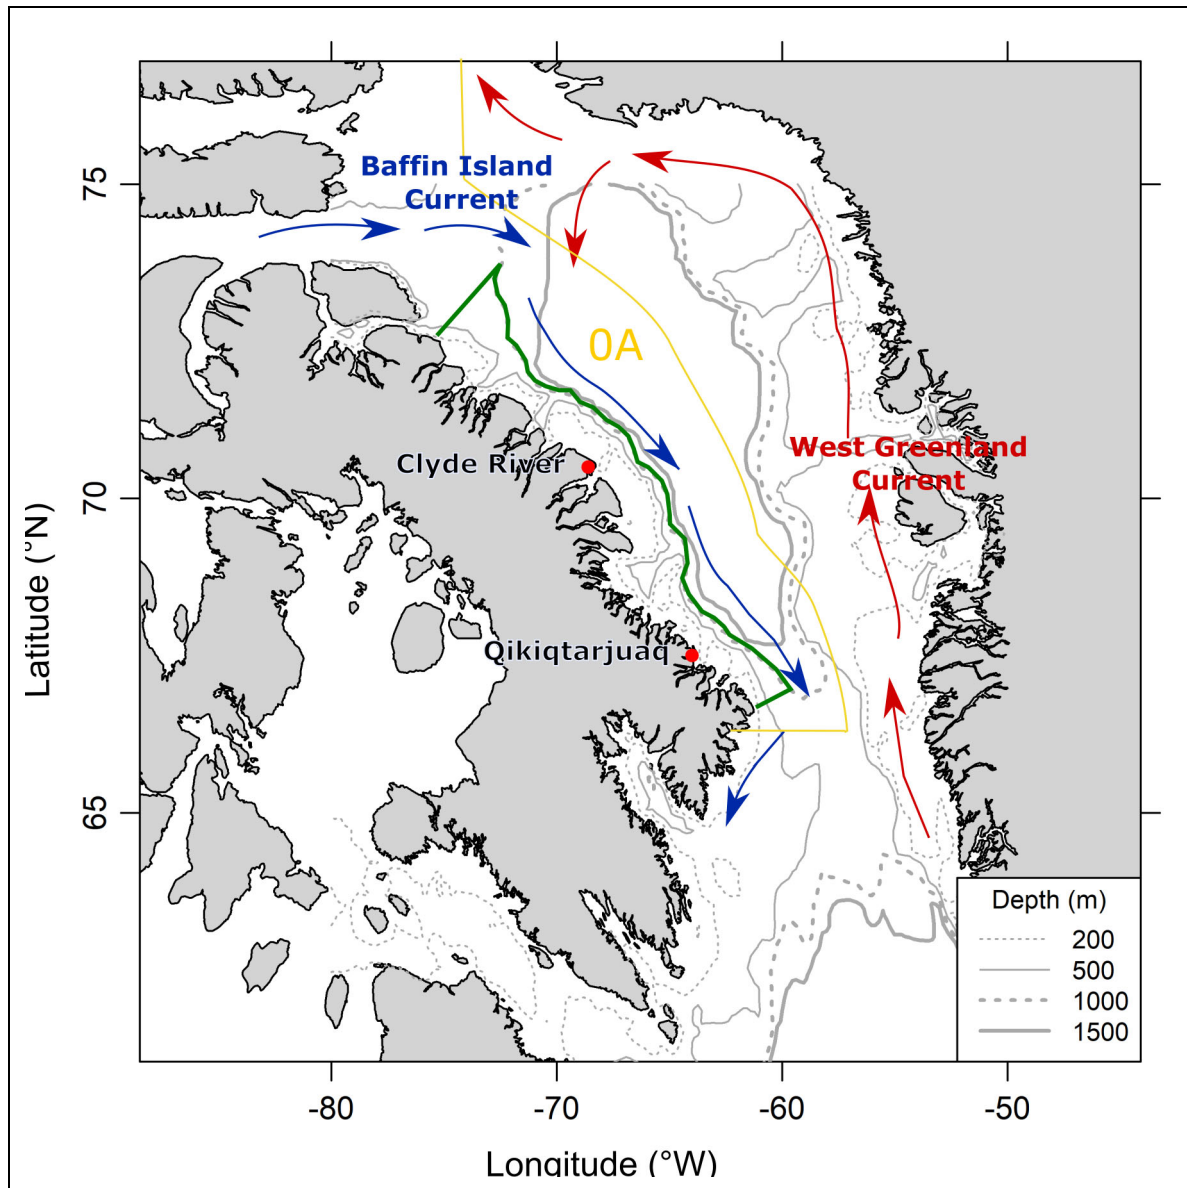 75
70
65
Latitude (°N)
Baffin Island
Current
0A
West Greenland
Current
Clyde River
Qikiqtarjuaq
Depth (m)
200
500
1000
1500
-80
-70
-60
-50
Longitude (°W)